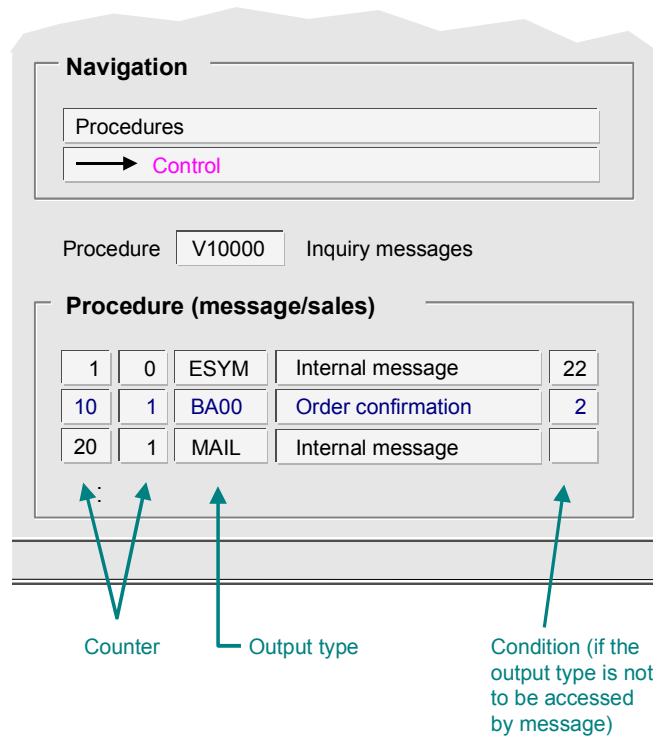 Navigation
Procedures
Control
Procedure V10000 Inquiry messages
Procedure (message/sales)
1 0 ESYM Internal message 22
10 1 BA00 Order confirmation 2
20 1 MAIL Internal message
:
Counter
Output type
Condition (if the
output type is not
to be accessed
by message)